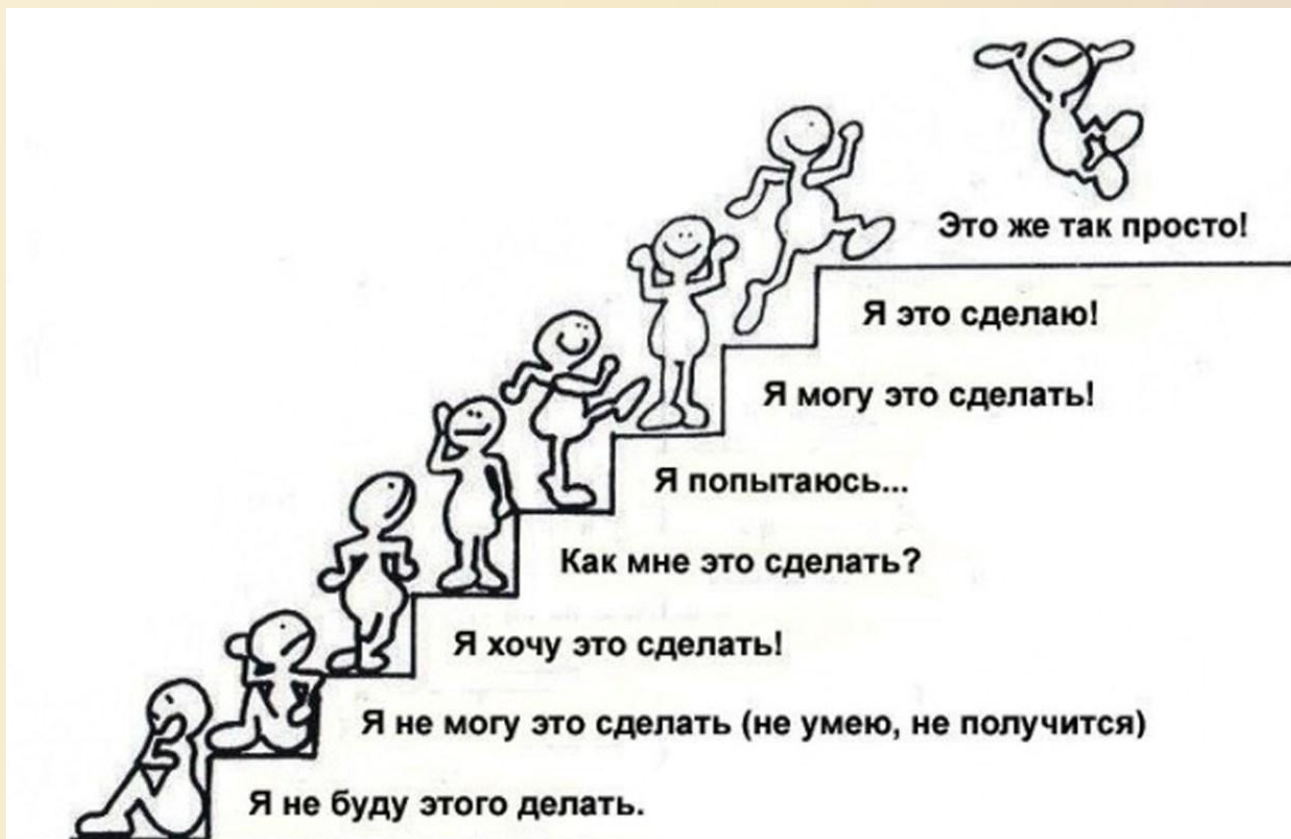 Это же так просто!
Я это сделаю!
Я могу это сделать!
Я попытаюсь...
Как мне это сделать?
Я хочу это сделать!
Я не могу это сделать (не умею, не получится)
Я не буду этого делать.